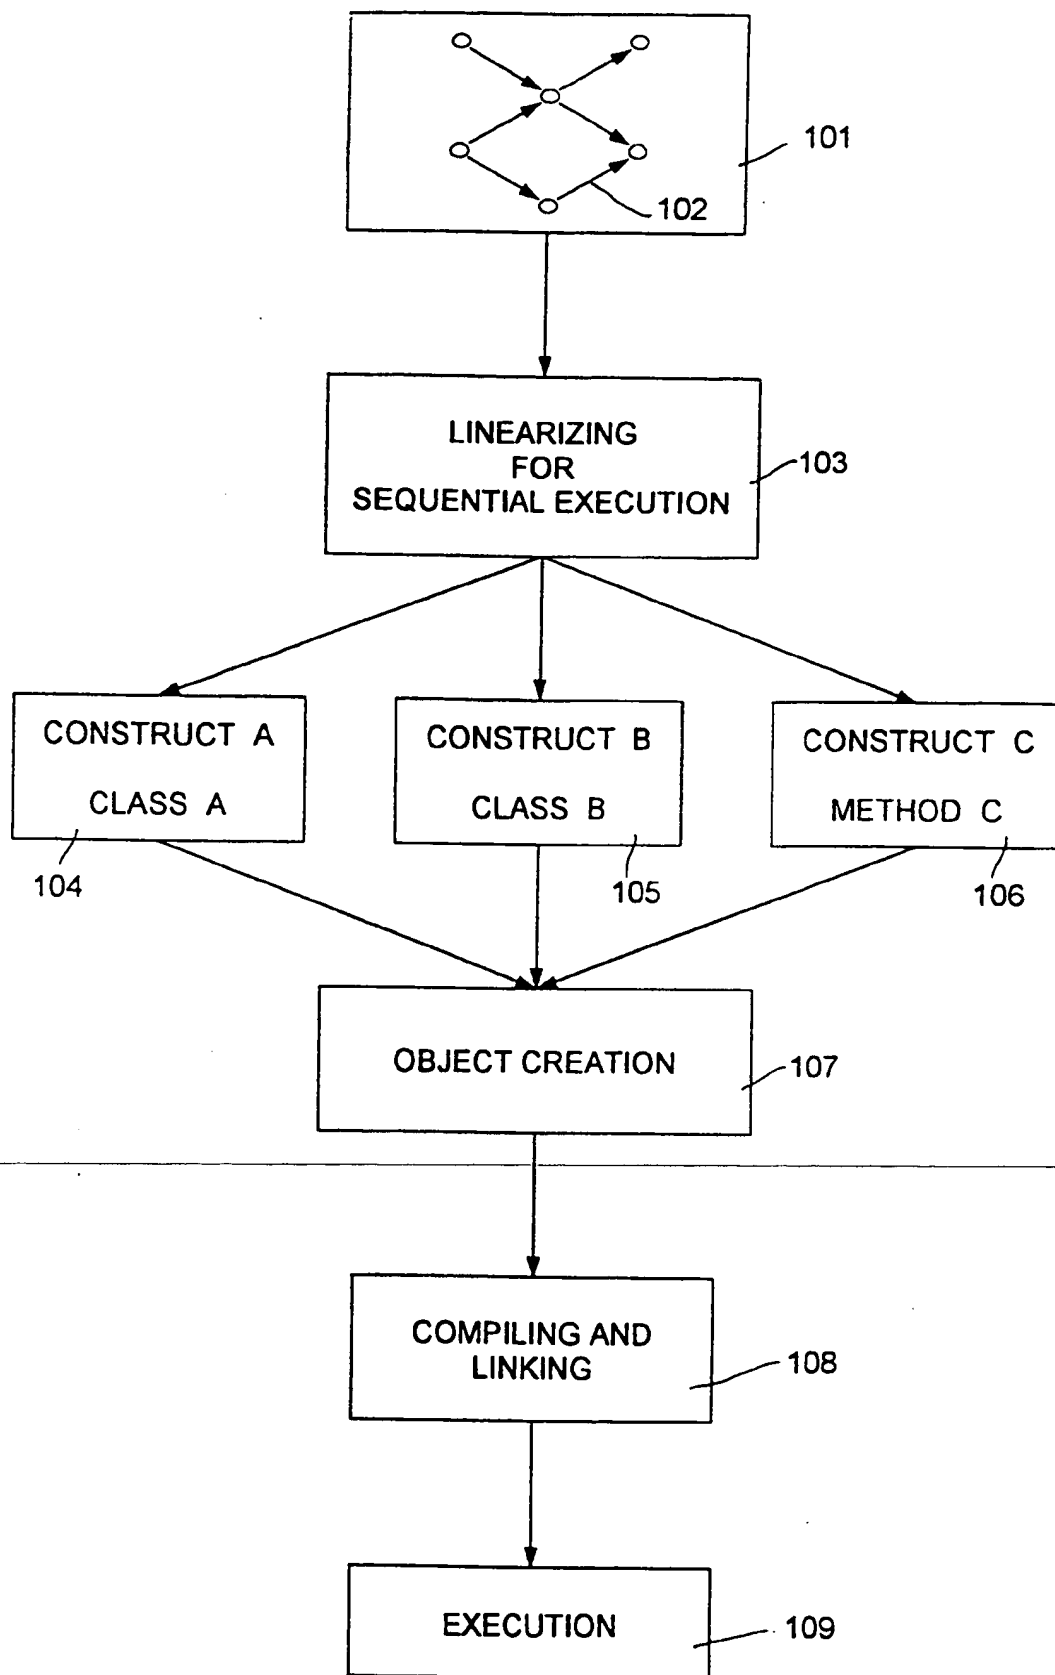 101
102
LINEARIZING
FOR
SEQUENTIAL EXECUTION
103
CONSTRUCT A
CLASS A
104
CONSTRUCT B
CLASS B
105
CONSTRUCT C
METHOD C
106
OBJECT CREATION
107
COMPILING AND
LINKING
108
EXECUTION
109